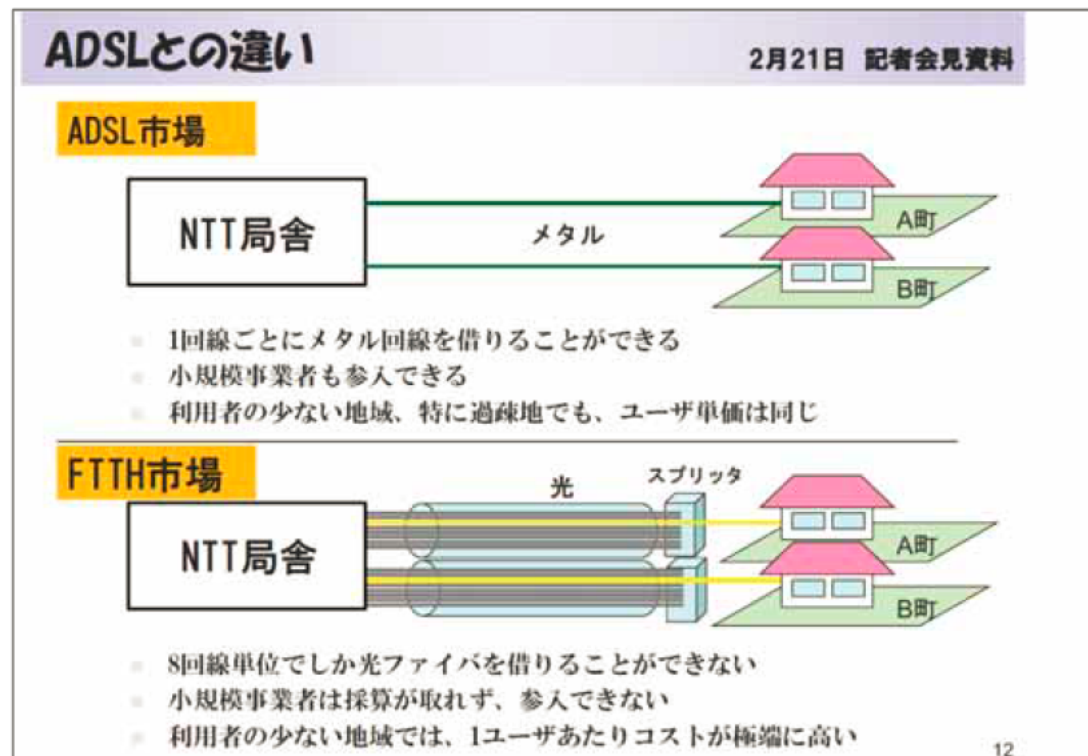 ADSLとの違い
2月21日 記者会見資料
ADSL市場
NTT局舎
メタル
A町
B町
1回線ごとにメタル回線を借りることができる
小規模事業者も参入できる
利用者の少ない地域、特に過疎地でも、ユーザ単価は同じ
FTTH市場
光
スプリッタ
NTT局舎
A町
B町
8回線単位でしか光ファイバを借りることができない
小規模事業者は採算が取れず、参入できない
利用者の少ない地域では、1ユーザあたりコストが極端に高い
12